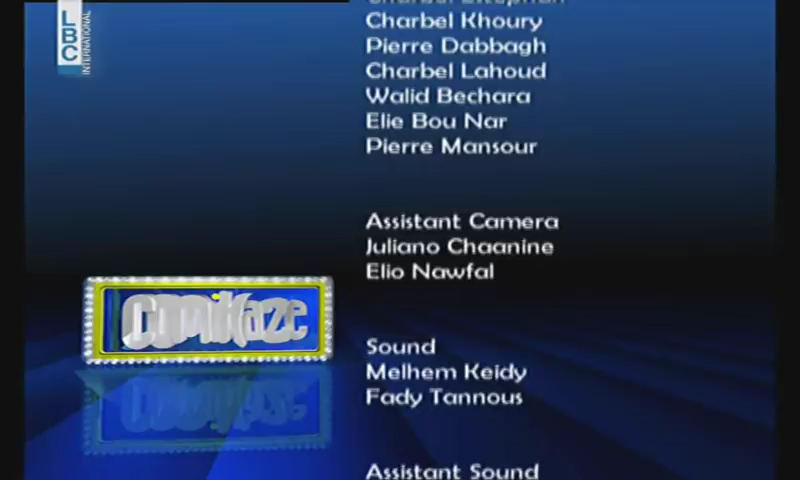 LBC
INTERNATIONAL
Charbel Khoury
Pierre Dabbagh
Charbel Lahoud
Walid Bechara
Elie Bou Nar
Pierre Mansour
Assistant Camera
Juliano Chaanine
Elio Nawfal
comikaze
Sound
Melhem Keidy
Fady Tannous
Assistant Sound